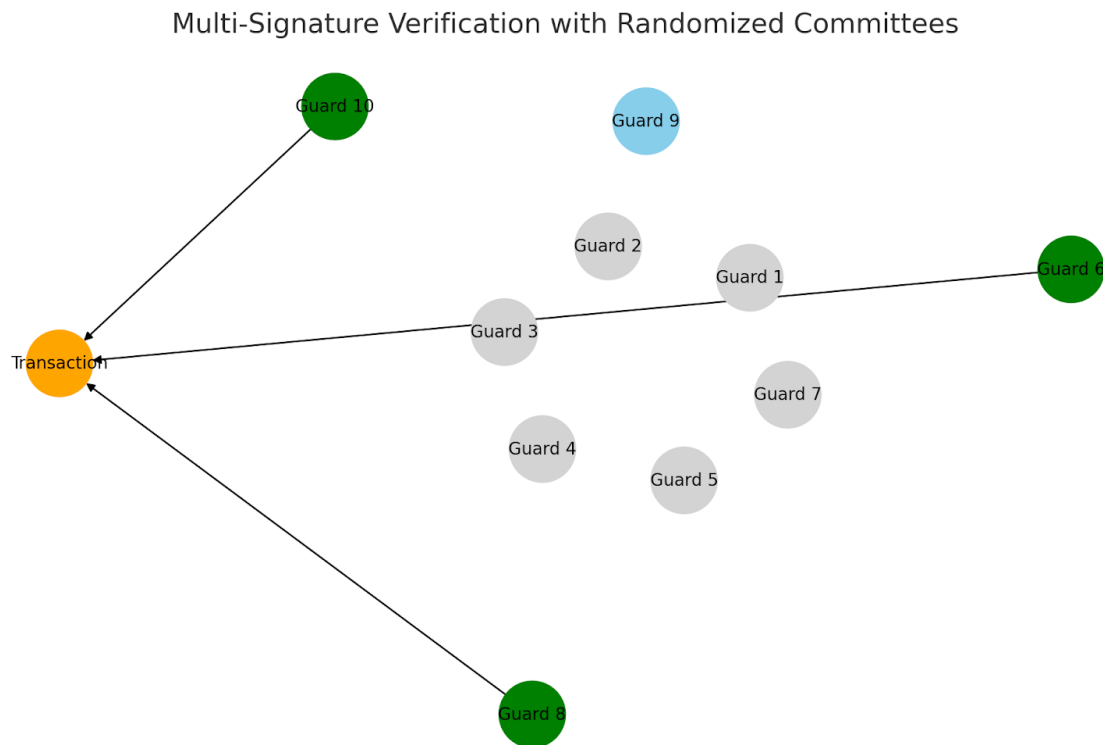 Multi-Signature Verification with Randomized Committees
Guard 10
Guard 9
Guard 2
Guard 1
Guard 6
Guard 3
Transaction
Guard 7
Guard 4
Guard 5
Guard 8